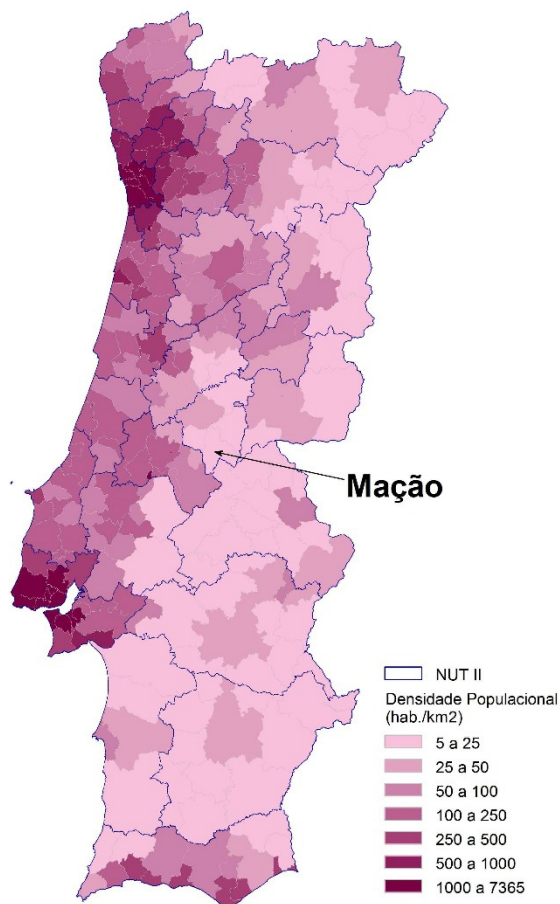 Mação
NUT II
Densidade Populacional
(hab./km2)
5 a 25
25 a 50
50 a 100
100 a 250
250 a 500
500 a 1000
1000 a 7365